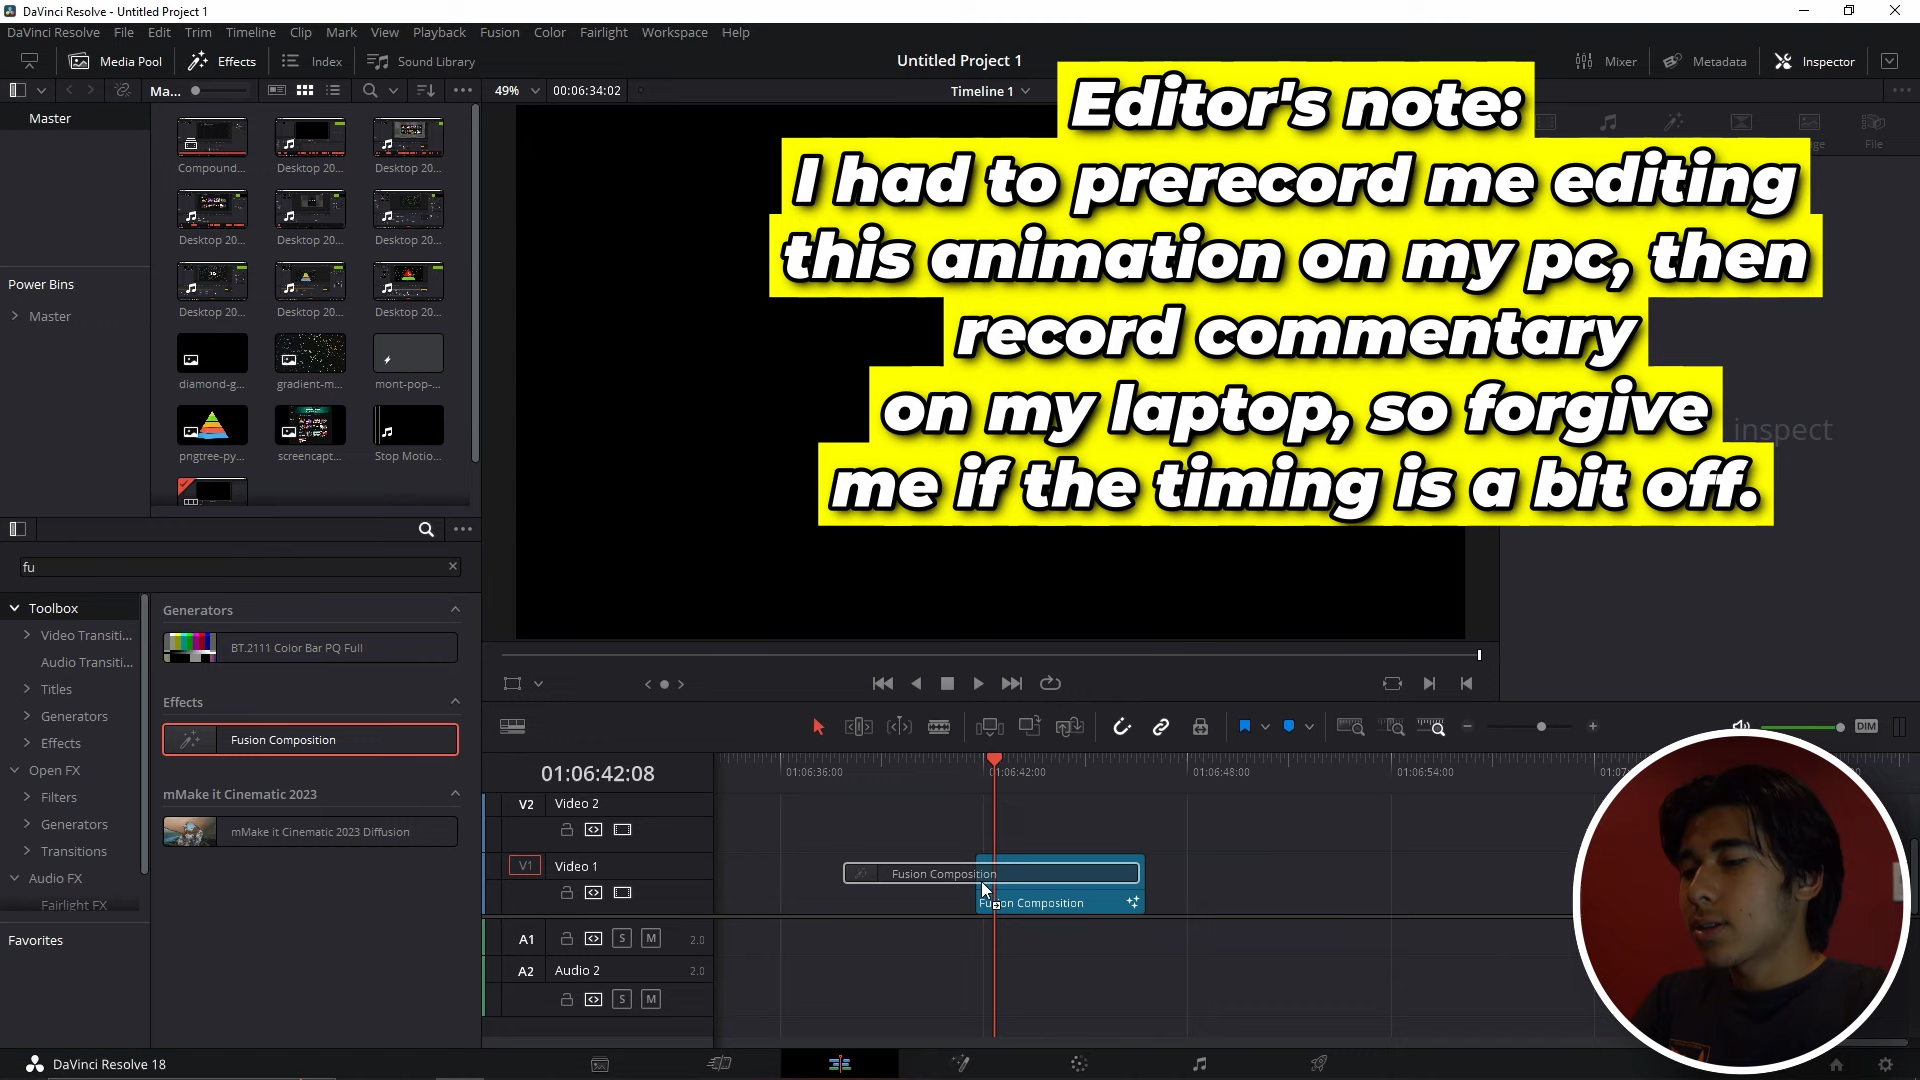 DaVinci Resolve - Untitled Project 1
DaVinci Resolve File Edit Trim Timeline Clip Mark View Playback Fusion Color Fairlight Workspace Help
Media Pool Effects Index Sound Library Untitled Project 1 Mixer Metadata Inspector
Ma... 49% 00:06:34:02 Timeline 1
Editor's note:
I had to prerecord me editing
this animation on my pc, then
record commentary
on my laptop, so forgive
me if the timing is a bit off.
inspect
File
Master
Compound... Desktop 20... Desktop 20...
Desktop 20... Desktop 20... Desktop 20...
Power Bins
Master
Desktop 20... Desktop 20... Desktop 20...
diamond-g... gradient-m... mont-pop-...
pngtree-py... screencapt... Stop Motio...
fu
Toolbox
Video Transiti...
Audio Transiti...
Titles
Generators
Effects
Open FX
Filters
Generators
Transitions
Audio FX
Fairlight FX
Favorites
Generators
BT.2111 Color Bar PQ Full
Effects
Fusion Composition
mMake it Cinematic 2023
mMake it Cinematic 2023 Diffusion
DIM
01:06:42:08
01:06:36:00 01:06:42:00 01:06:48:00 01:06:54:00
V2 Video 2
V1 Video 1
Fusion Composition
Fusion Composition
A1 S M 2.0
A2 Audio 2 2.0
S M
DaVinci Resolve 18